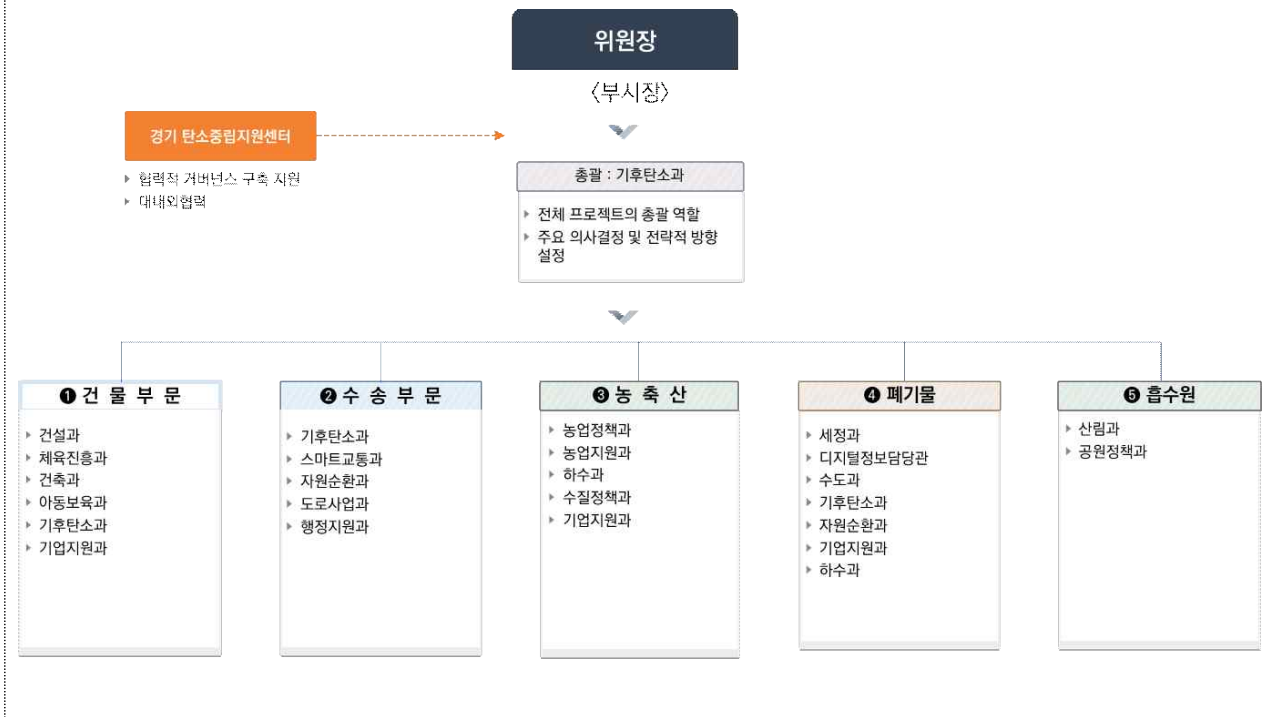 위원장
〈부시장〉
경기 탄소중립지원센터
협력적 거버넌스 구축 지원
대내외협력
총괄 : 기후탄소과
전체 프로젝트의 총괄 역할
주요 의사결정 및 전략적 방향
설정
❶ 건 물 부 문
건설과
체육진흥과
건축과
아동보육과
기후탄소과
기업지원과
❷ 수 송 부 문
기후탄소과
스마트교통과
자원순환과
도로사업과
행정지원과
❸ 농 축 산
농업정책과
농업지원과
하수과
수질정책과
기업지원과
❹ 폐기물
세정과
디지털정보담당관
수도과
기후탄소과
자원순환과
기업지원과
하수과
❺ 흡수원
산림과
공원정책과